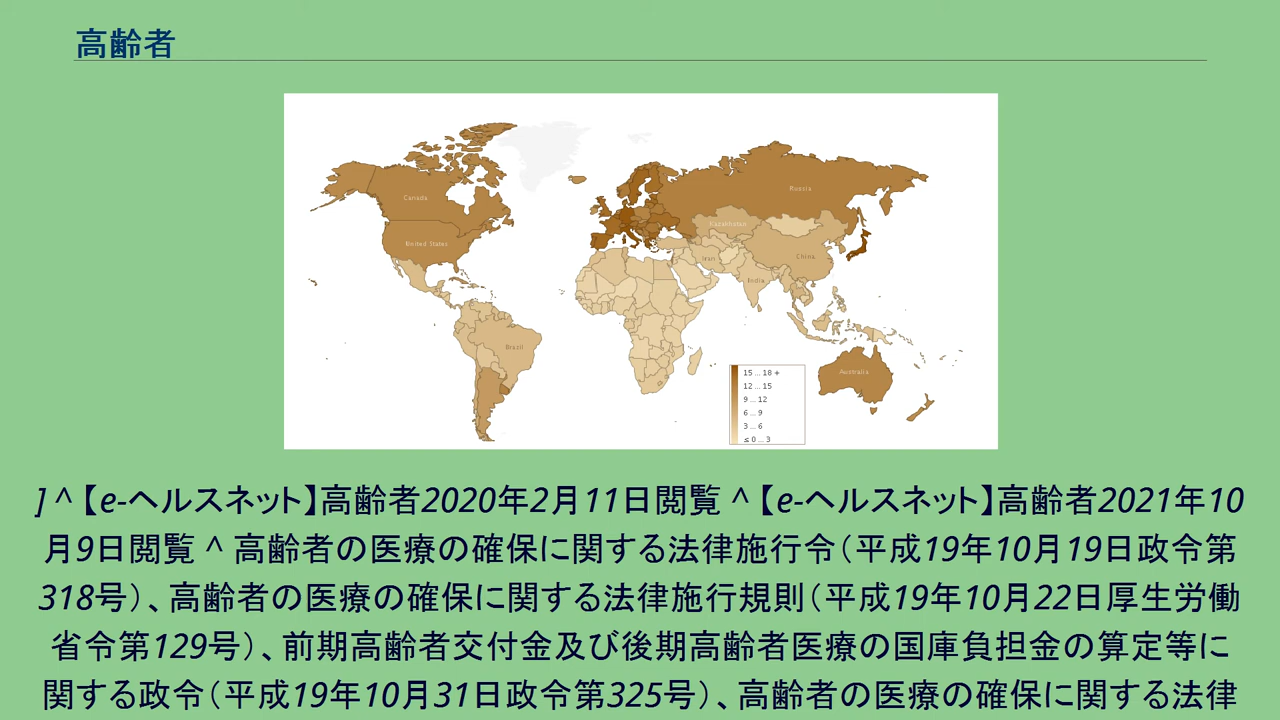 高齢者
Canada
United States
Brazil
Russia
Kazakhstan
Iran
China
India
Australia
15 ... 18 +
12 ... 15
9 ... 12
6 ... 9
3 ... 6
≤ 0 ... 3
] ^ 【e-ヘルスネット】高齢者2020年2月11日閲覧 ^ 【e-ヘルスネット】高齢者2021年10
月9日閲覧 ^ 高齢者の医療の確保に関する法律施行令（平成19年10月19日政令第
318号）、高齢者の医療の確保に関する法律施行規則（平成19年10月22日厚生労働
省令第129号）、前期高齢者交付金及び後期高齢者医療の国庫負担金の算定等に
関する政令（平成19年10月31日政令第325号）、高齢者の医療の確保に関する法律